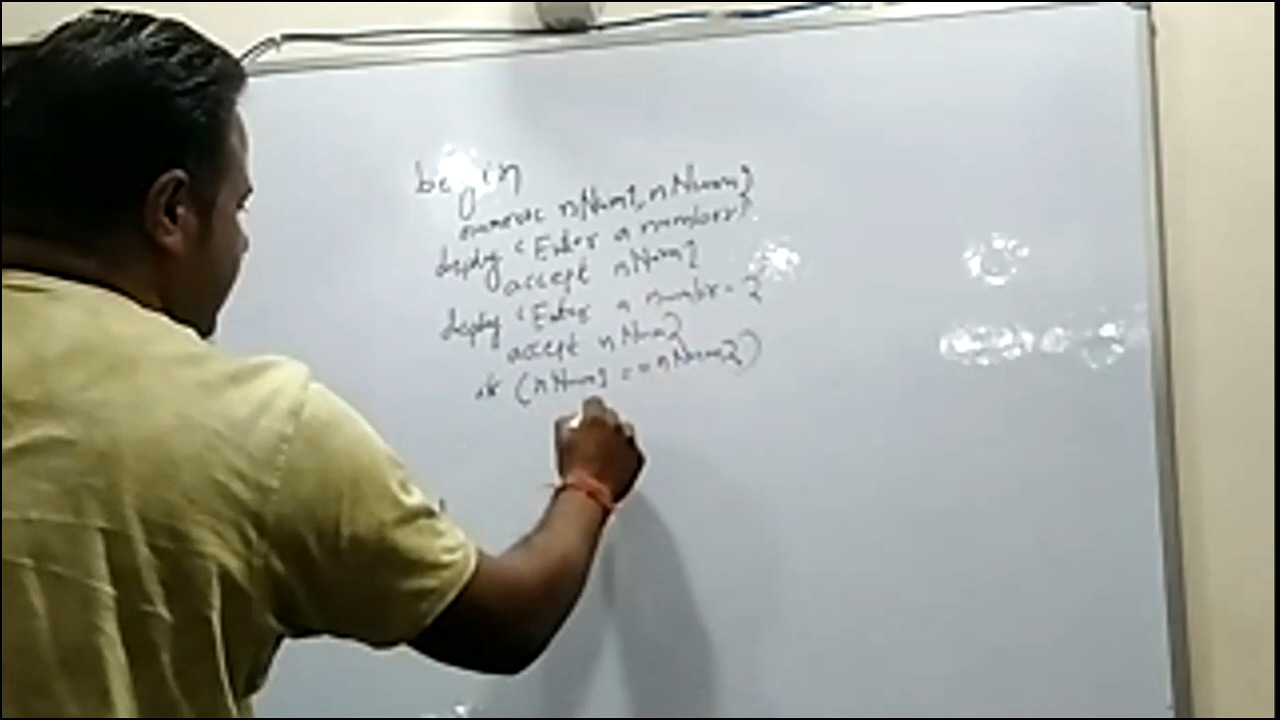 begin
numeric nNum1, nNum2
display "Enter a number"
accept nNum1
display "Enter a number-2
accept nNum2
if (nNum1 == nNum2)